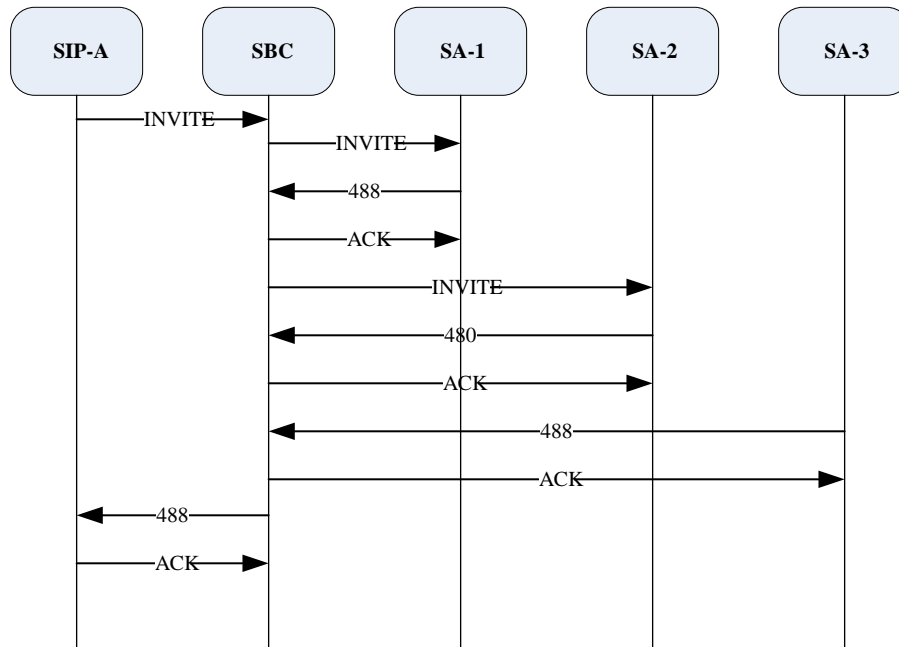 SIP-A
SBC
SA-1
SA-2
SA-3
INVITE
INVITE
488
ACK
INVITE
480
ACK
488
ACK
488
ACK